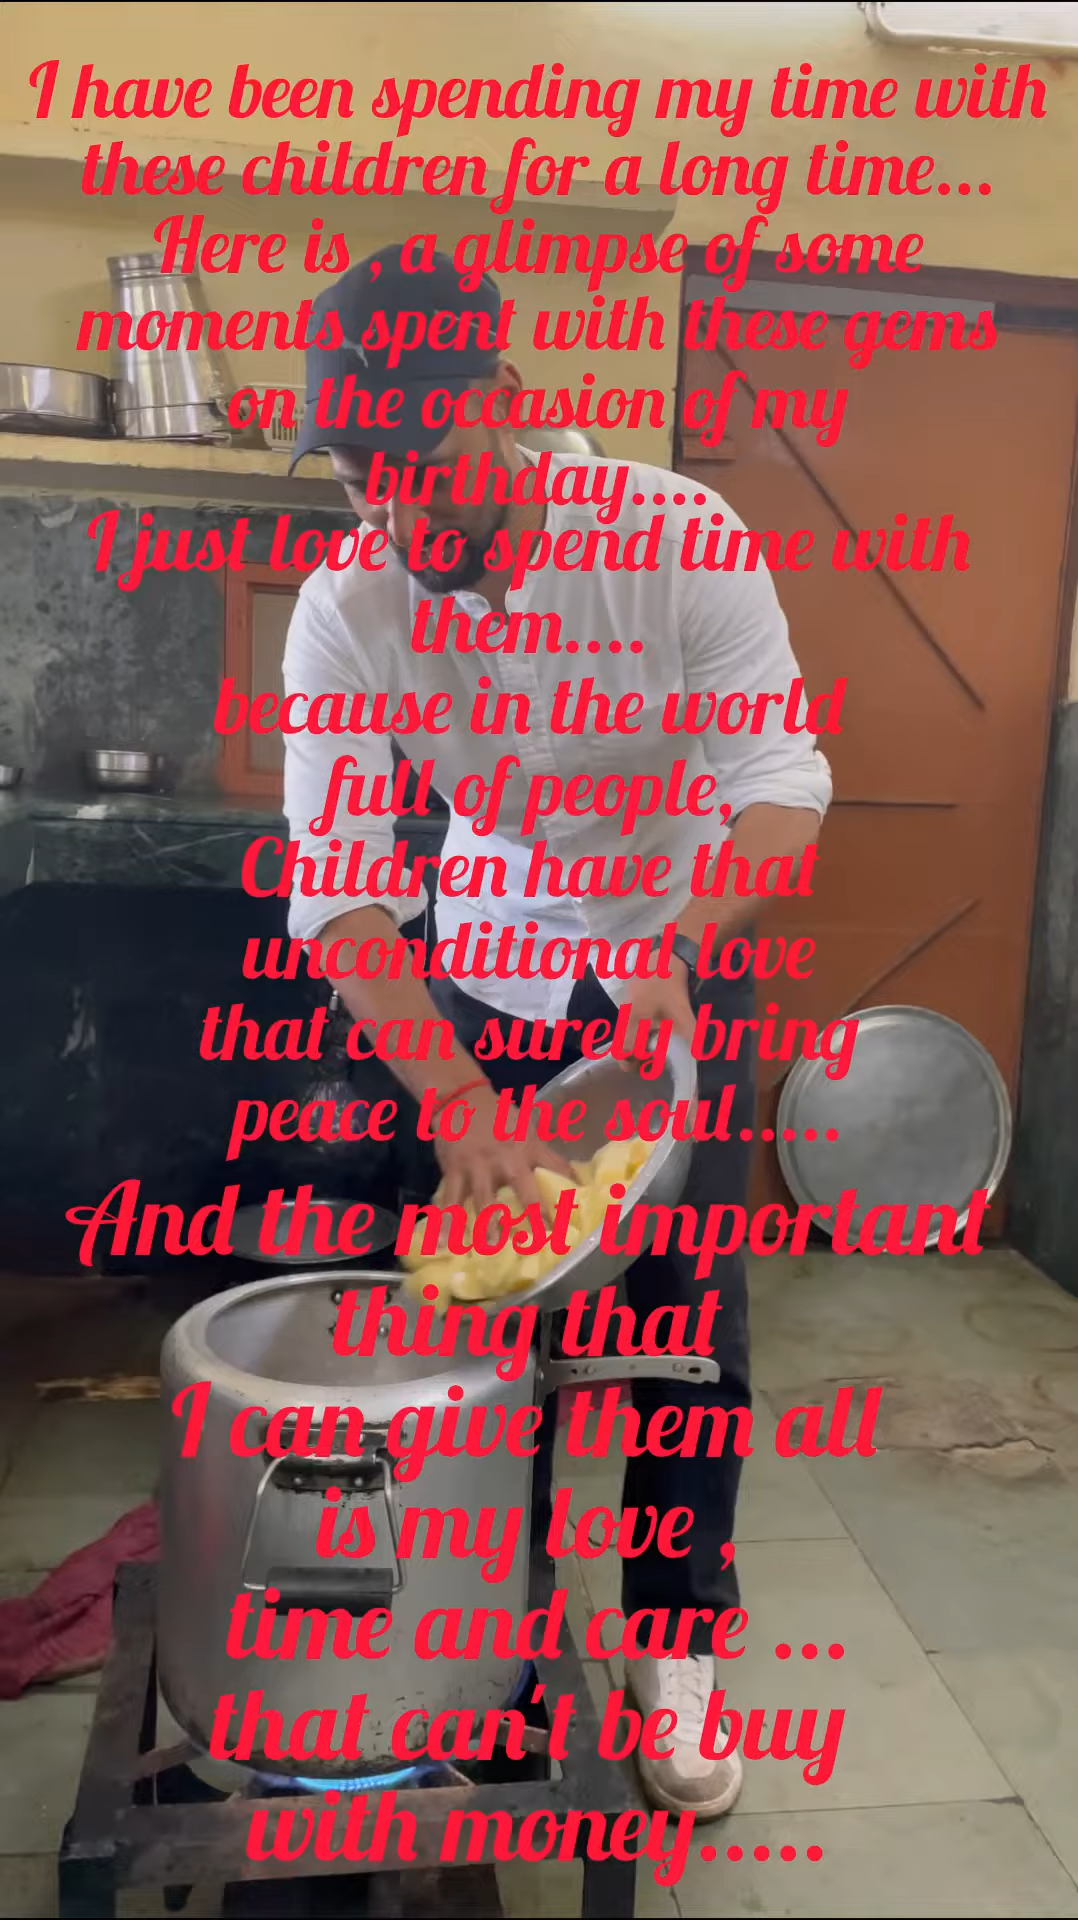 I have been spending my time with
these children for a long time...
Here is , a glimpse of some
moments spent with these gems
on the occasion of my
birthday....
I just love to spend time with
them....
because in the world
full of people,
Children have that
unconditional love
that can surely bring
peace to the soul.....
And the most important
thing that
I can give them all
is my love ,
time and care ...
that can't be buy
with money.....